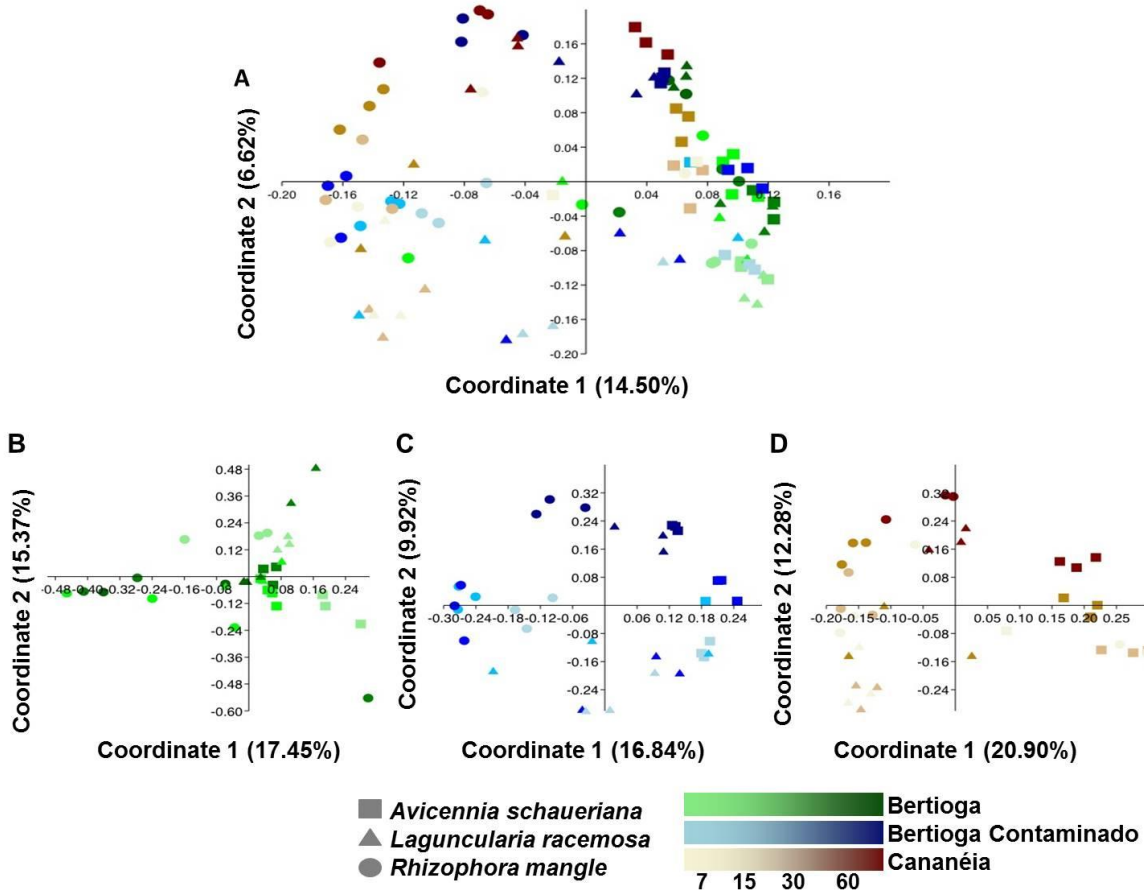 A
Coordinate 2 (6.62%)
0.16
0.12
0.08
0.04
-0.20 -0.16 -0.12 -0.08 -0.04 0.04 0.08 0.12 0.16
-0.04
-0.08
-0.12
-0.16
-0.20
Coordinate 1 (14.50%)
B
Coordinate 2 (15.37%)
0.48
0.36
0.24
0.12
-0.48 -0.40 -0.32 -0.24 -0.16 -0.08 0.08 0.16 0.24
-0.12
-0.24
-0.36
-0.48
-0.60
Coordinate 1 (17.45%)
C
Coordinate 2 (9.92%)
0.32
0.24
0.16
0.08
-0.30 -0.24 -0.18 -0.12 -0.06 0.06 0.12 0.18 0.24
-0.08
-0.16
-0.24
Coordinate 1 (16.84%)
D
Coordinate 2 (12.28%)
0.32
0.24
0.16
0.08
-0.20 -0.15 -0.10 -0.05 0.05 0.10 0.15 0.20 0.25
-0.08
-0.16
-0.24
Coordinate 1 (20.90%)
Avicennia schaueriana
Laguncularia racemosa
Rhizophora mangle
Bertioga
Bertioga Contaminado
Cananéia
7 15 30 60